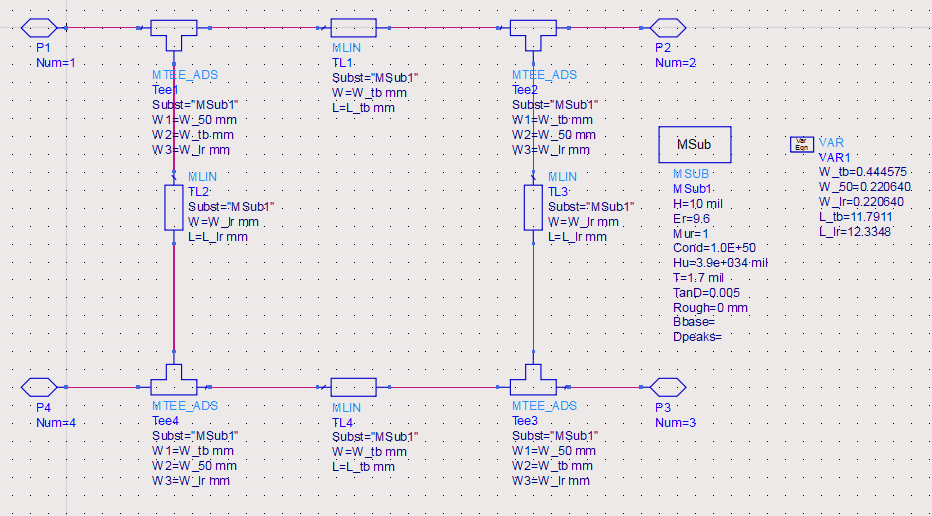 P1
Num=1
MTEE_ADS
Tee1
Subst="MSub1"
W1=W_50 mm
W2=W_tb mm
W3=W_lr mm
MLIN
TL1
Subst="MSub1"
W=W_tb mm
L=L_tb mm
MTEE_ADS
Tee2
Subst="MSub1"
W1=W_tb mm
W2=W_50 mm
W3=W_lr mm
P2
Num=2
MLIN
TL2
Subst="MSub1"
W=W_lr mm
L=L_lr mm
MLIN
TL3
Subst="MSub1"
W=W_lr mm
L=L_lr mm
MSub
MSUB
MSub1
H=10 mil
Er=9.6
Mur=1
Cond=1.0E+50
Hu=3.9e+034 mil
T=1.7 mil
TanD=0.005
Rough=0 mm
Bbase=
Dpeaks=
Var
Eqn
VAR
VAR1
W_tb=0.444575
W_50=0.220640
W_lr=0.220640
L_tb=11.7911
L_lr=12.3348
P4
Num=4
MTEE_ADS
Tee4
Subst="MSub1"
W1=W_tb mm
W2=W_50 mm
W3=W_lr mm
MLIN
TL4
Subst="MSub1"
W=W_tb mm
L=L_tb mm
MTEE_ADS
Tee3
Subst="MSub1"
W1=W_50 mm
W2=W_tb mm
W3=W_lr mm
P3
Num=3